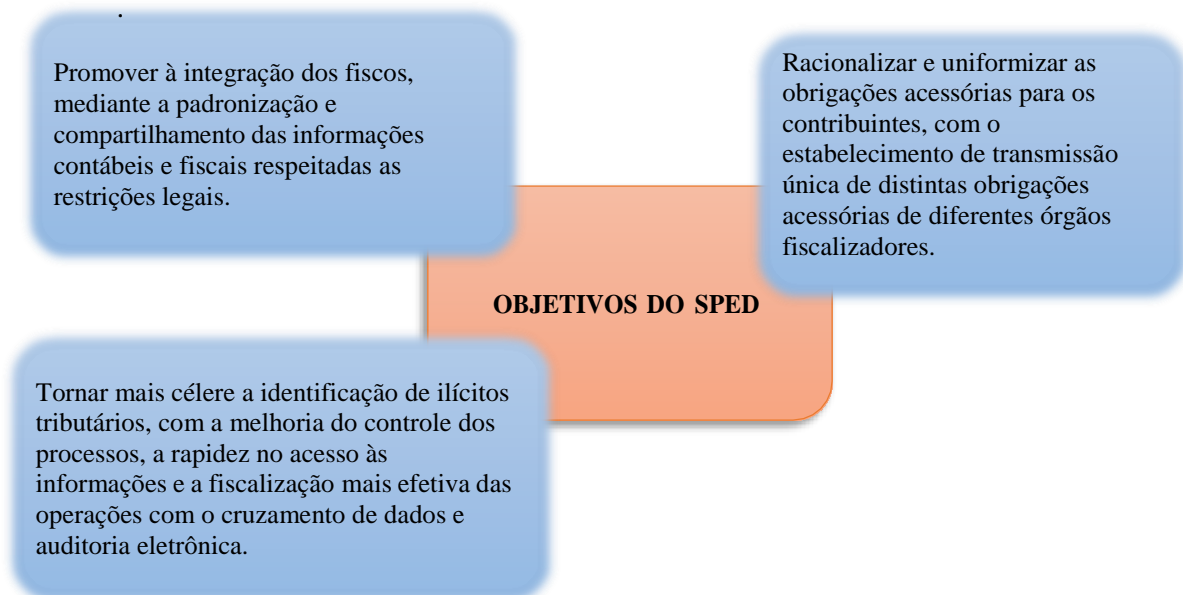 .
Promover à integração dos fiscos,
mediante a padronização e
compartilhamento das informações
contábeis e fiscais respeitadas as
restrições legais.
Racionalizar e uniformizar as
obrigações acessórias para os
contribuintes, com o
estabelecimento de transmissão
única de distintas obrigações
acessórias de diferentes órgãos
fiscalizadores.
OBJETIVOS DO SPED
Tornar mais célere a identificação de ilícitos
tributários, com a melhoria do controle dos
processos, a rapidez no acesso às
informações e a fiscalização mais efetiva das
operações com o cruzamento de dados e
auditoria eletrônica.